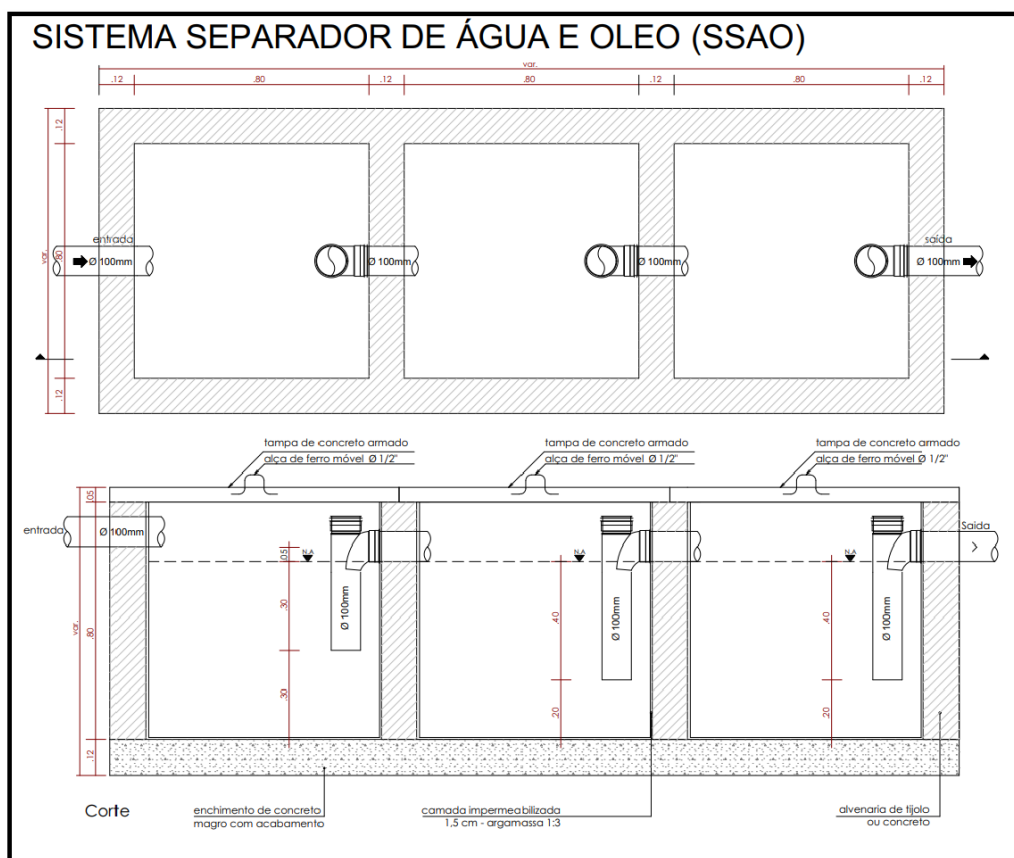 SISTEMA SEPARADOR DE ÁGUA E OLEO (SSAO)
var.
.12 .80 .12 .80 .12 .80 .12
.12
var.
.80
.12
entrada
Ø 100mm
Ø 100mm
Ø 100mm
saída
Ø 100mm
tampa de concreto armado
alça de ferro móvel Ø 1/2"
tampa de concreto armado
alça de ferro móvel Ø 1/2"
tampa de concreto armado
alça de ferro móvel Ø 1/2"
.05
entrada
Ø 100mm
Saída
.05
N.A
N.A
N.A
var.
.80
.30
Ø 100mm
.40
Ø 100mm
.40
Ø 100mm
.30
.20
.20
.12
Corte
enchimento de concreto
magro com acabamento
camada impermeabilizada
1,5 cm - argamassa 1:3
alvenaria de tijolo
ou concreto